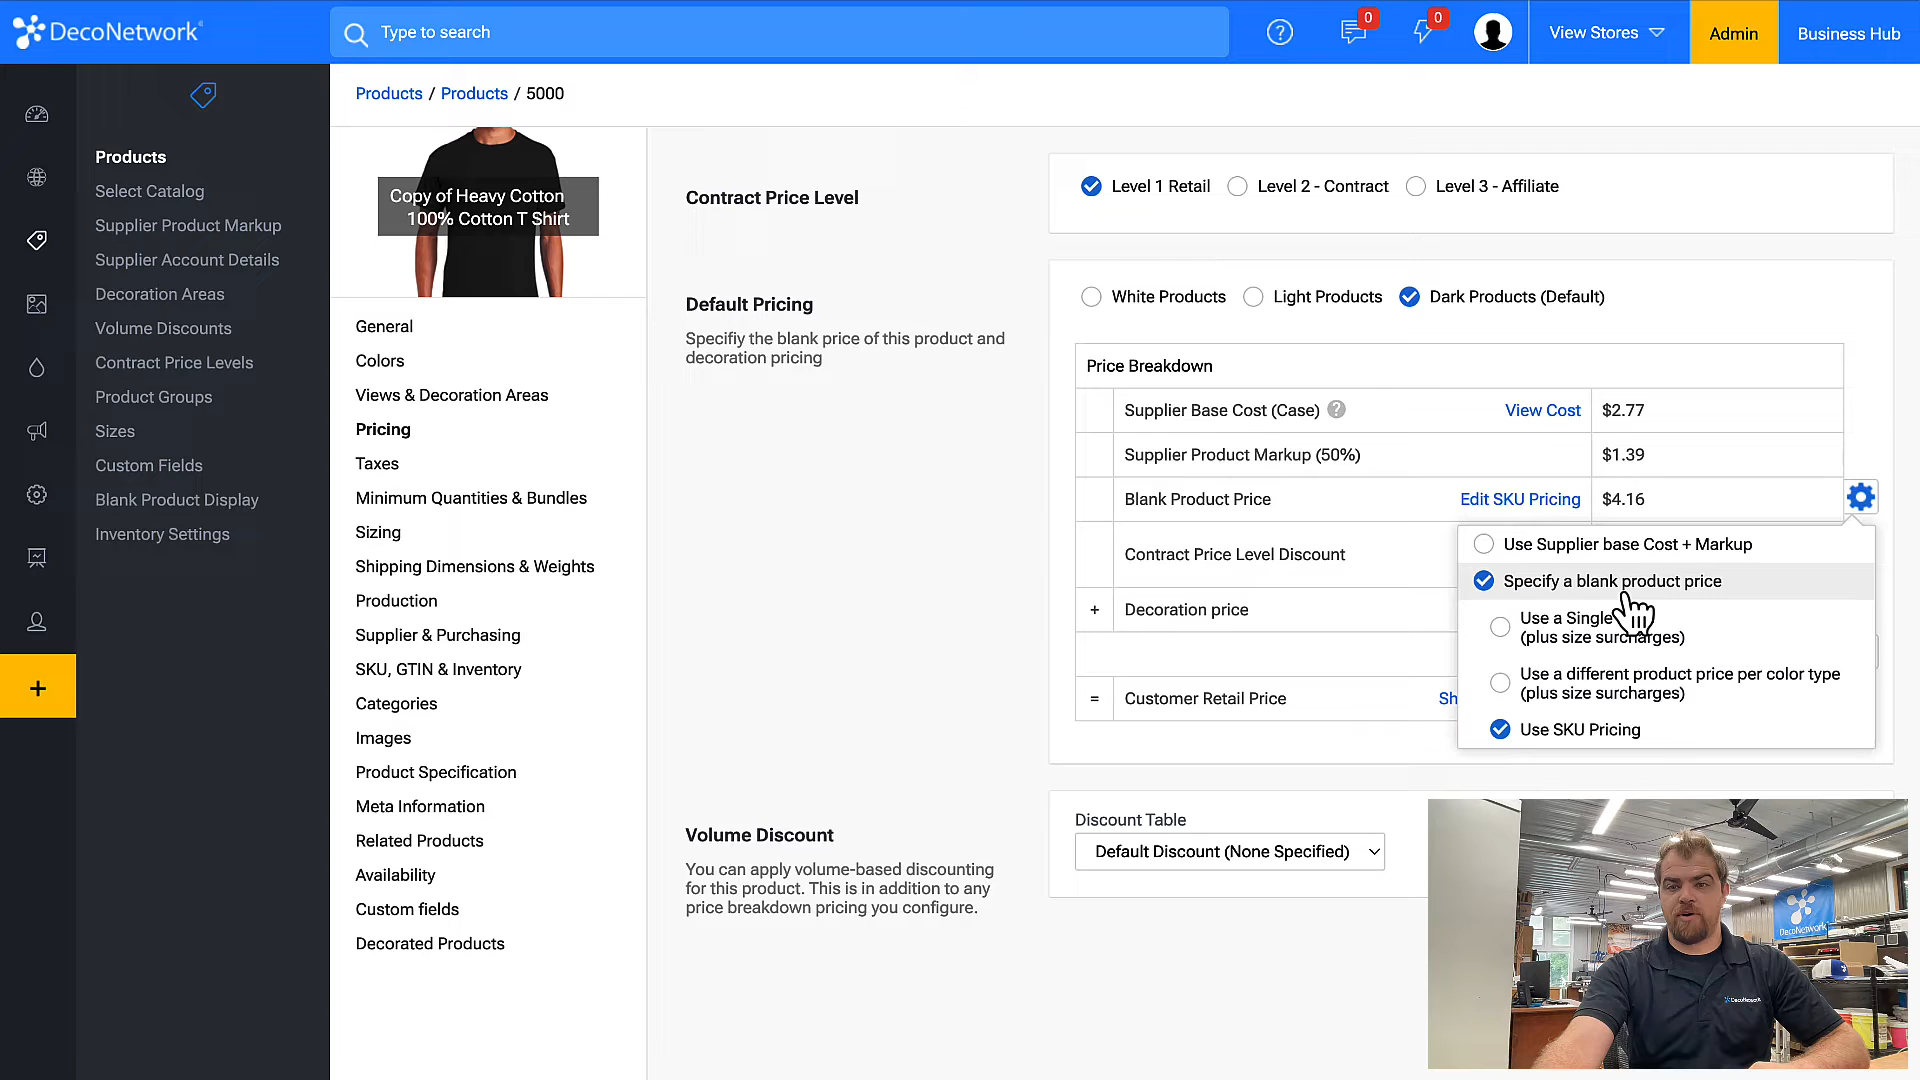 DecoNetwork
Type to search
?
0
0
View Stores
Admin
Business Hub
Products / Products / 5000
Products
Select Catalog
Supplier Product Markup
Supplier Account Details
Decoration Areas
Volume Discounts
Contract Price Levels
Product Groups
Sizes
Custom Fields
Blank Product Display
Inventory Settings
+
Copy of Heavy Cotton
100% Cotton T Shirt
General
Colors
Views & Decoration Areas
Pricing
Taxes
Minimum Quantities & Bundles
Sizing
Shipping Dimensions & Weights
Production
Supplier & Purchasing
SKU, GTIN & Inventory
Categories
Images
Product Specification
Meta Information
Related Products
Availability
Custom fields
Decorated Products
Contract Price Level
Level 1 Retail Level 2 - Contract Level 3 - Affiliate
Default Pricing
Specifiy the blank price of this product and
decoration pricing
White Products Light Products Dark Products (Default)
Price Breakdown
Supplier Base Cost (Case) ? View Cost $2.77
Supplier Product Markup (50%) $1.39
Blank Product Price Edit SKU Pricing $4.16
Contract Price Level Discount
+ Decoration price
= Customer Retail Price Sh
Use Supplier base Cost + Markup
Specify a blank product price
Use a Single
(plus size surcharges)
Use a different product price per color type
(plus size surcharges)
Use SKU Pricing
Volume Discount
You can apply volume-based discounting
for this product. This is in addition to any
price breakdown pricing you configure.
Discount Table
Default Discount (None Specified)
DecoNetwork
DecoNetwork